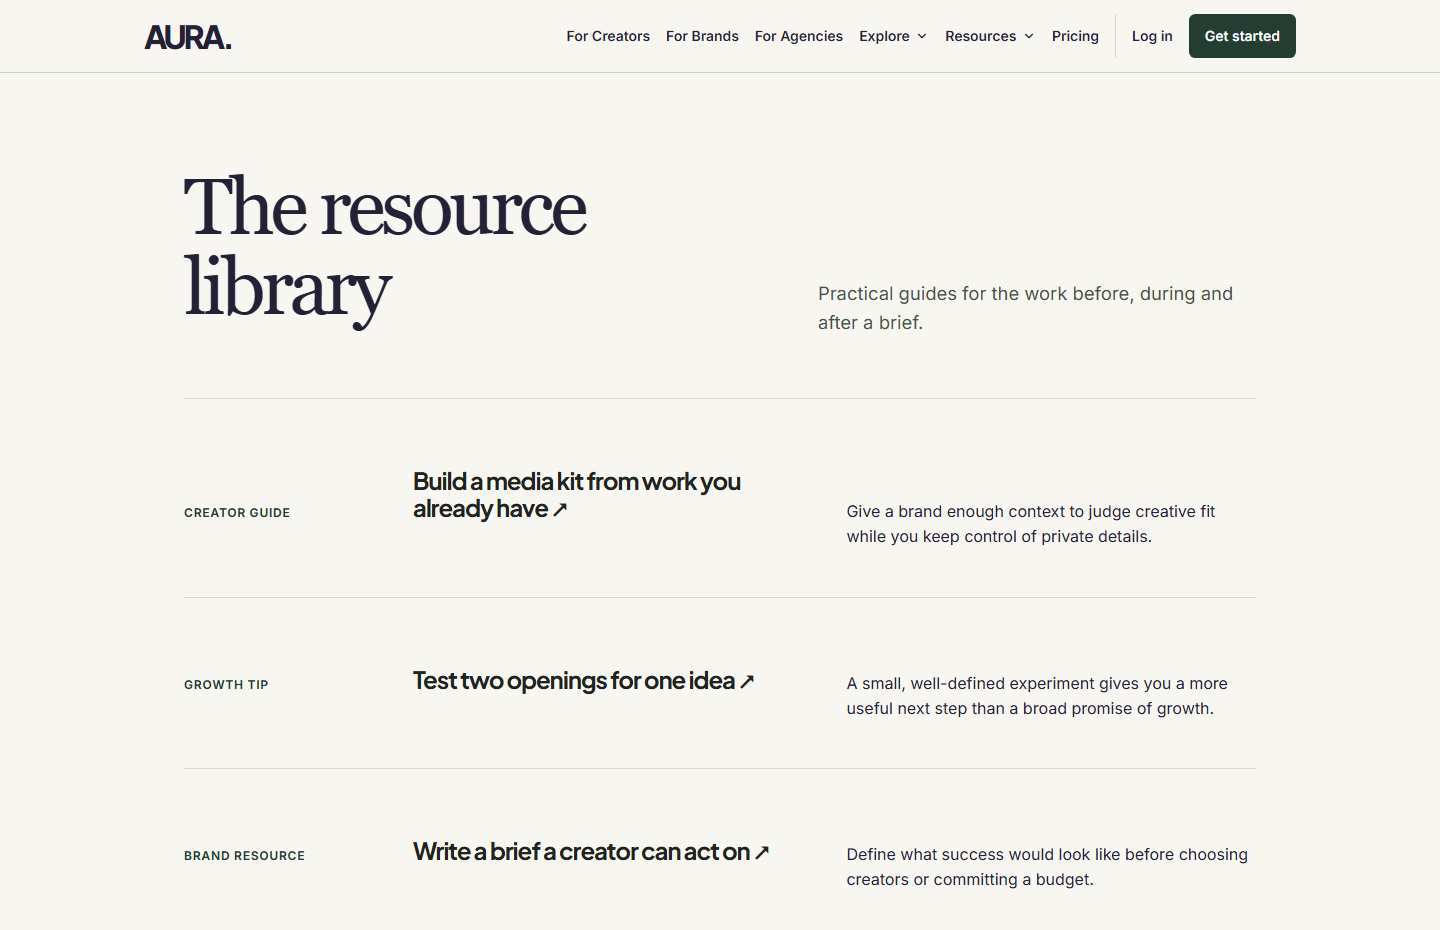 AURA.
For Creators
For Brands
For Agencies
Explore
Resources
Pricing
Log in
Get started
The resource
library
Practical guides for the work before, during and
after a brief.
CREATOR GUIDE
Build a media kit from work you
already have ↗
Give a brand enough context to judge creative fit
while you keep control of private details.
GROWTH TIP
Test two openings for one idea ↗
A small, well-defined experiment gives you a more
useful next step than a broad promise of growth.
BRAND RESOURCE
Write a brief a creator can act on ↗
Define what success would look like before choosing
creators or committing a budget.